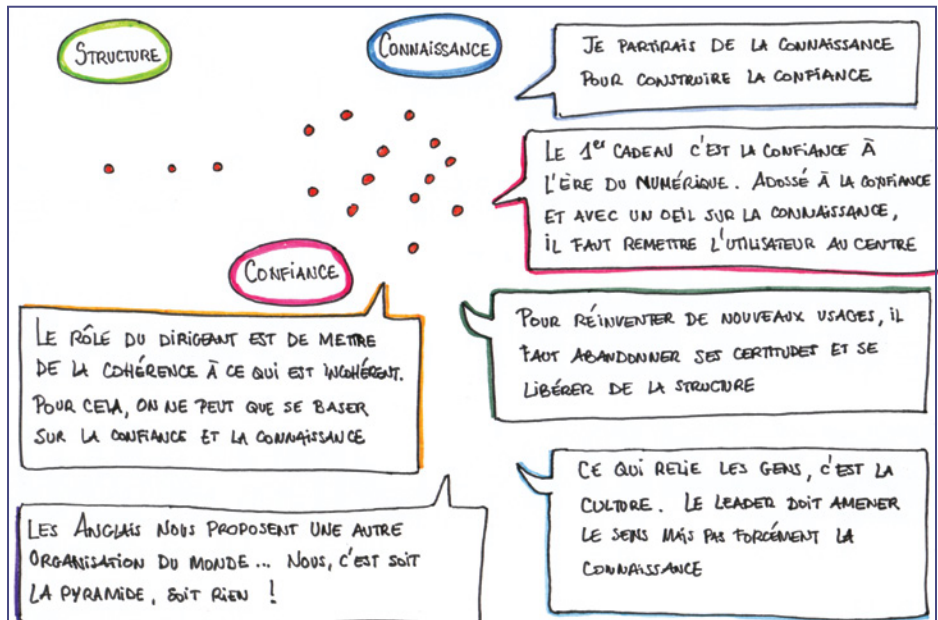 STRUCTURE
CONNAISSANCE
JE PARTIRAIS DE LA CONNAISSANCE
POUR CONSTRUIRE LA CONFIANCE
LE 1er CADEAU C'EST LA CONFIANCE À
L'ÈRE DU NUMÉRIQUE. ADOSSÉ À LA CONFIANCE
ET AVEC UN OEIL SUR LA CONNAISSANCE,
IL FAUT REMETTRE L'UTILISATEUR AU CENTRE
CONFIANCE
LE RÔLE DU DIRIGEANT EST DE METTRE
DE LA COHÉRENCE À CE QUI EST INCOHÉRENT.
POUR CELA, ON NE PEUT QUE SE BASER
SUR LA CONFIANCE ET LA CONNAISSANCE
POUR RÉINVENTER DE NOUVEAUX USAGES, IL
FAUT ABANDONNER SES CERTITUDES ET SE
LIBÉRER DE LA STRUCTURE
LES ANGLAIS NOUS PROPOSENT UNE AUTRE
ORGANISATION DU MONDE... NOUS, C'EST SOIT
LA PYRAMIDE, SOIT RIEN !
CE QUI RELIE LES GENS, C'EST LA
CULTURE. LE LEADER DOIT AMENER
LE SENS MAIS PAS FORCÉMENT LA
CONNAISSANCE